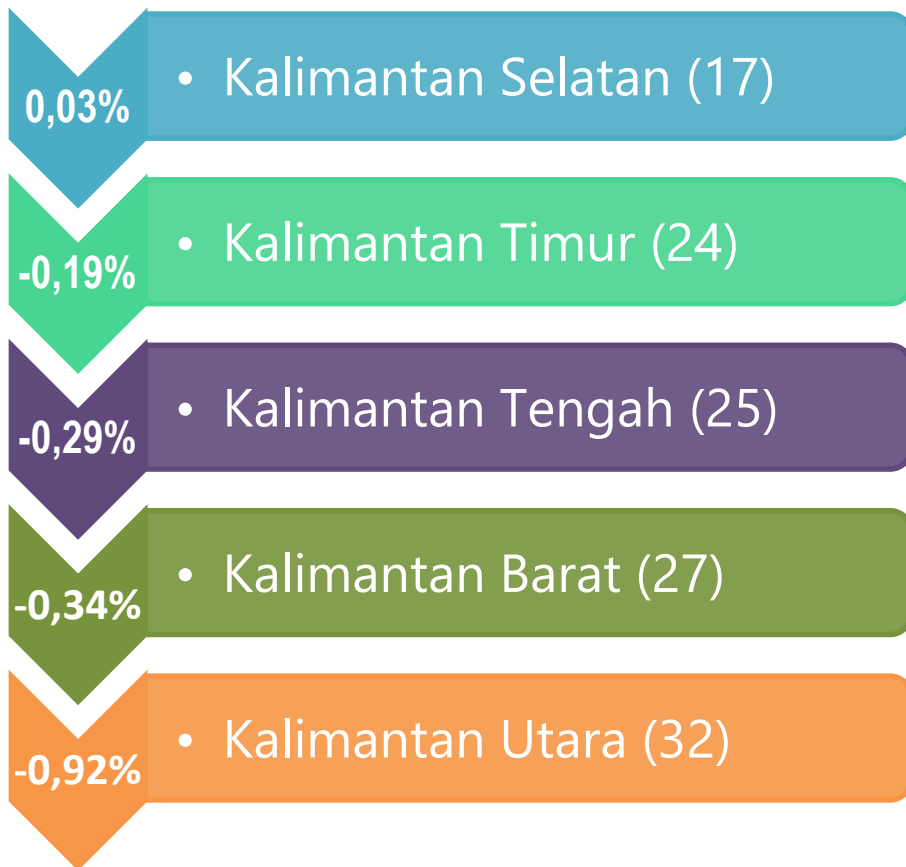 0,03%
• Kalimantan Selatan (17)
-0,19%
• Kalimantan Timur (24)
-0,29%
• Kalimantan Tengah (25)
-0,34%
• Kalimantan Barat (27)
-0,92%
• Kalimantan Utara (32)